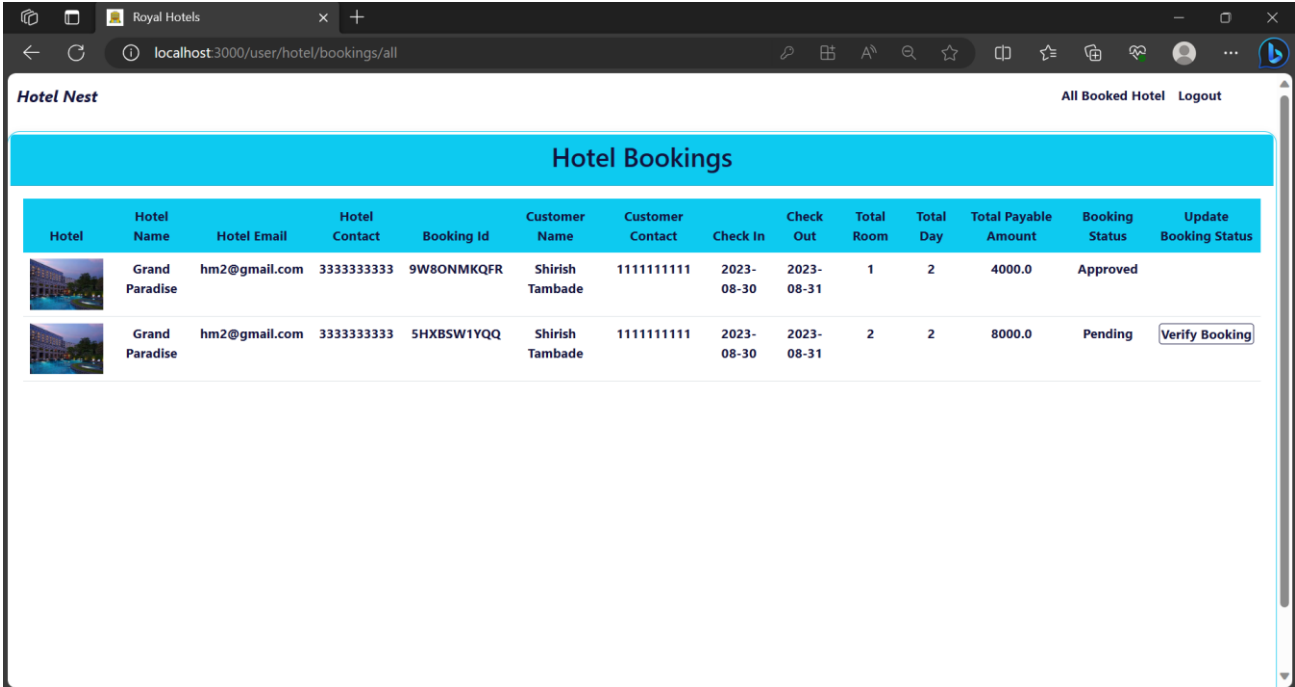 Royal Hotels
localhost:3000/user/hotel/bookings/all
Hotel Nest
All Booked Hotel Logout
Hotel Bookings
Hotel Hotel Name Hotel Email Hotel Contact Booking Id Customer Name Customer Contact Check In Check Out Total Room Total Day Total Payable Amount Booking Status Update Booking Status
Grand Paradise hm2@gmail.com 3333333333 9W8ONMKQFR Shirish Tambade 1111111111 2023-08-30 2023-08-31 1 2 4000.0 Approved
Grand Paradise hm2@gmail.com 3333333333 5HXBSW1YQQ Shirish Tambade 1111111111 2023-08-30 2023-08-31 2 2 8000.0 Pending Verify Booking